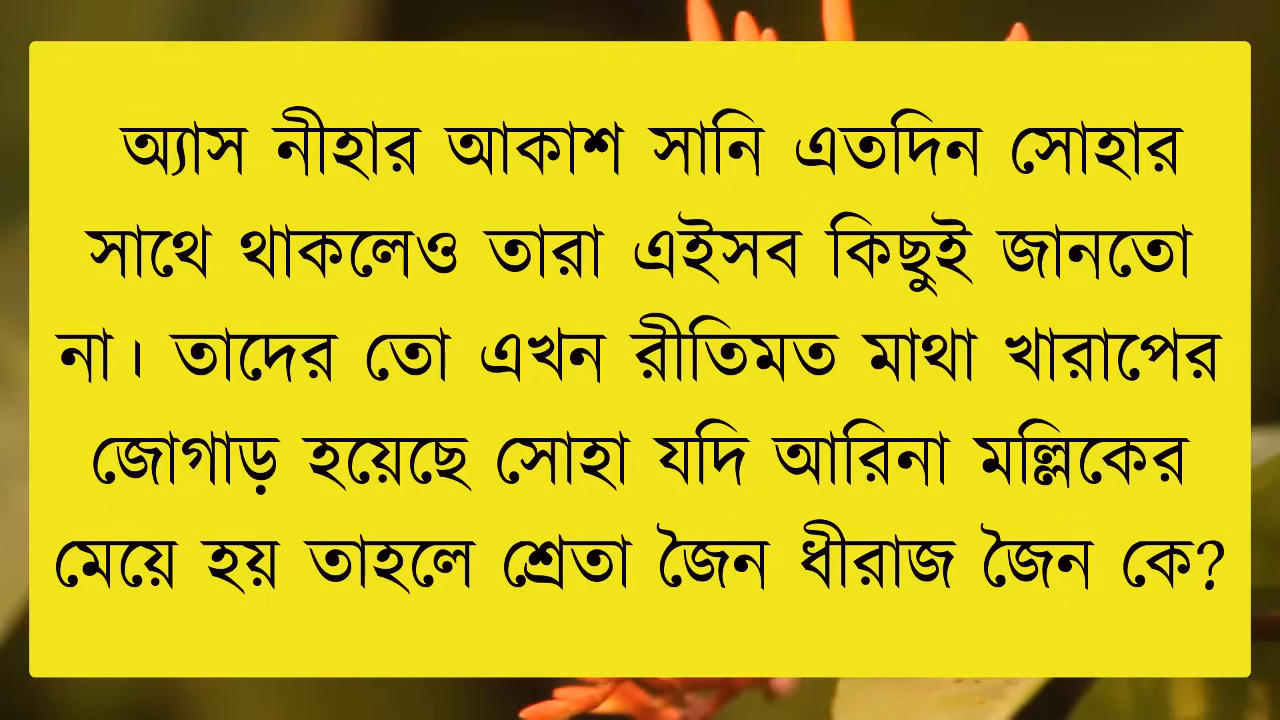 অ্যাস নীহার আকাশ সানি এতদিন সোহার
সাথে থাকলেও তারা এইসব কিছুই জানতো
না। তাদের তো এখন রীতিমত মাথা খারাপের
জোগাড় হয়েছে সোহা যদি আরিনা মল্লিকের
মেয়ে হয় তাহলে শ্রেতা জৈন ধীরাজ জৈন কে?